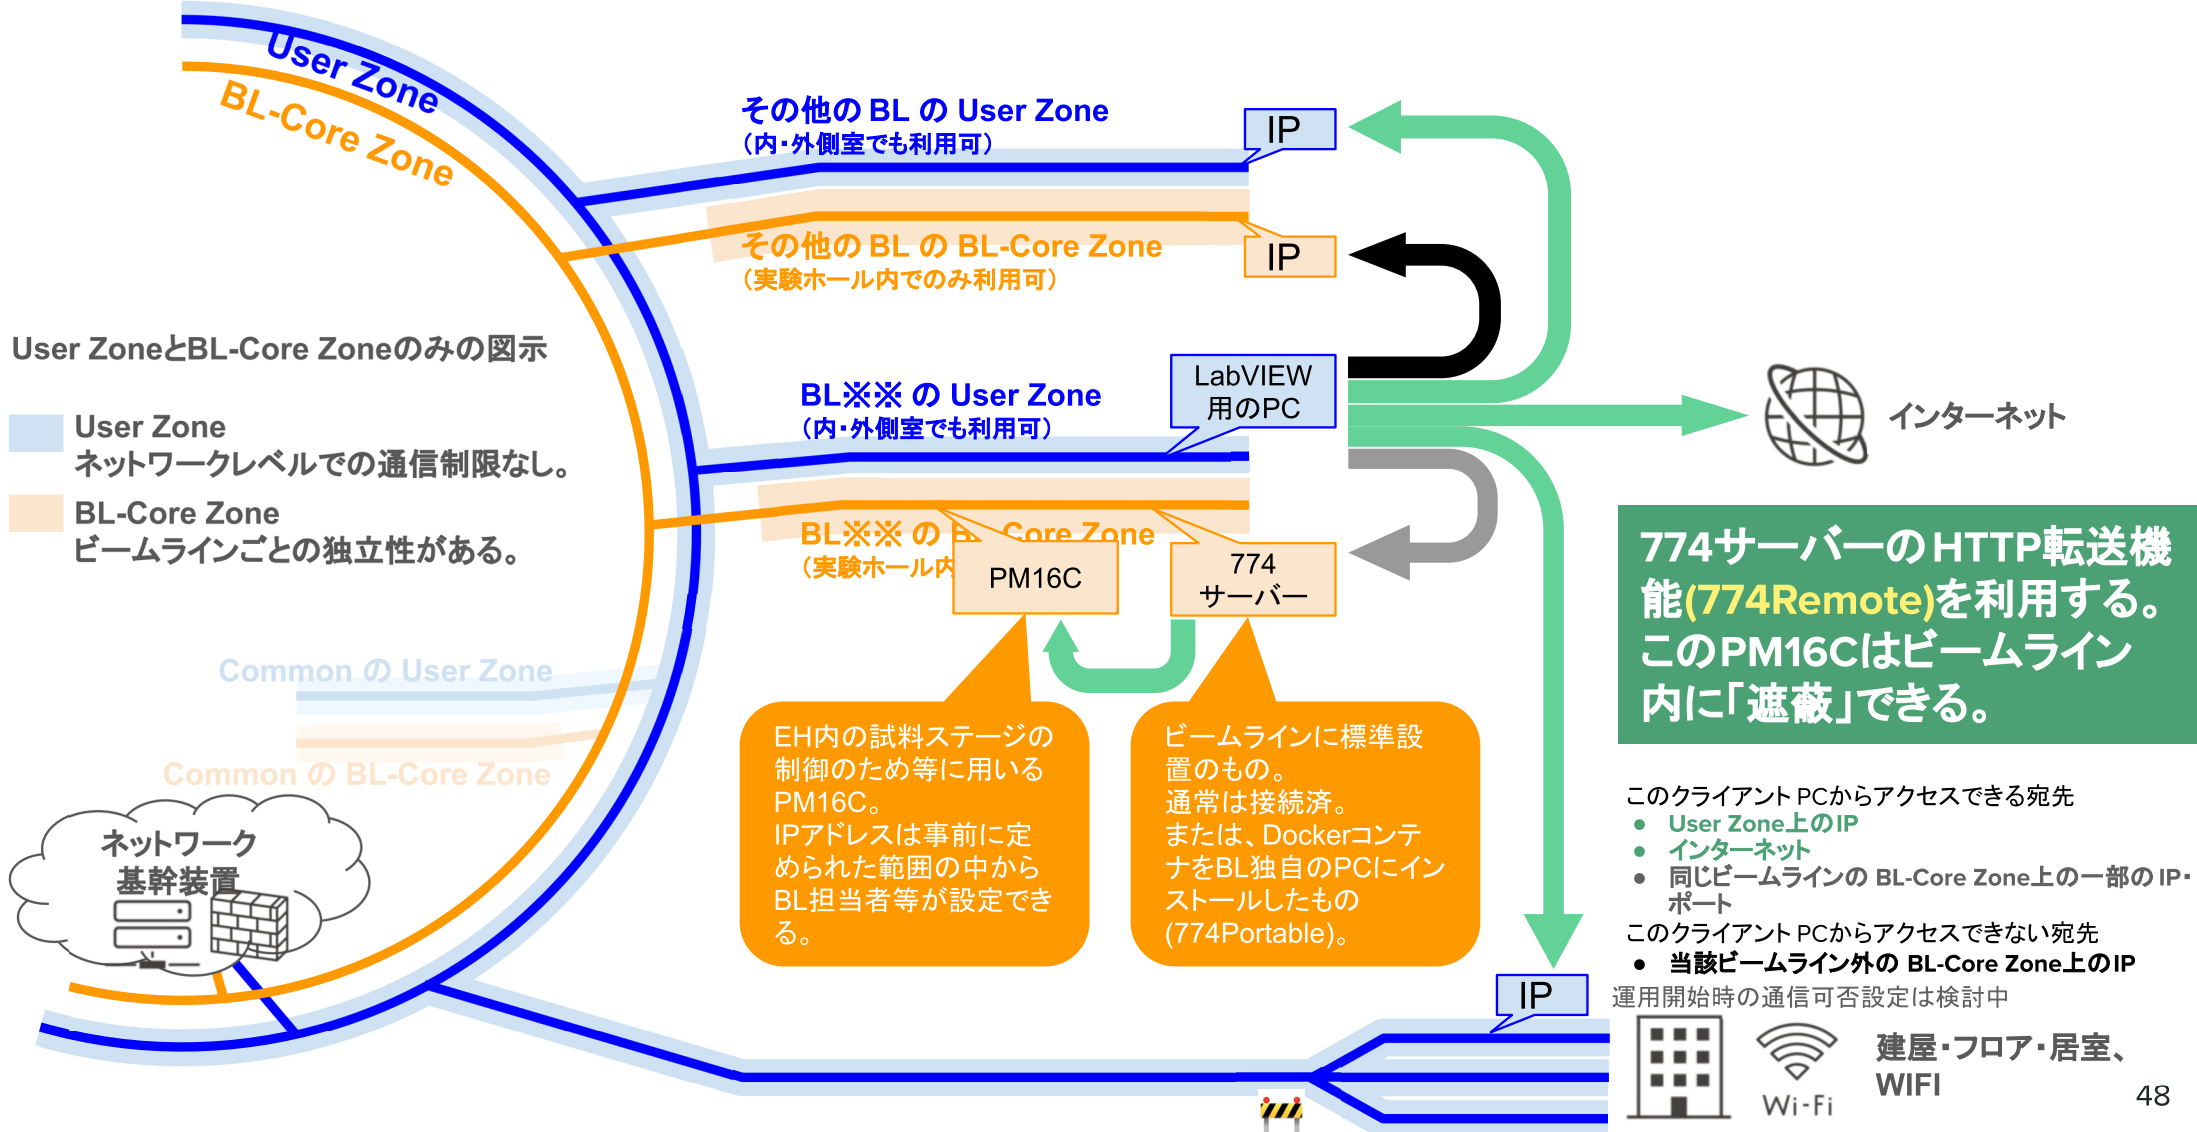 User Zone
BL-Core Zone
その他の BL の User Zone
（内・外側室でも利用可）
IP
その他の BL の BL-Core Zone
（実験ホール内でのみ利用可）
IP
User ZoneとBL-Core Zoneのみの図示
User Zone
ネットワークレベルでの通信制限なし。
BL-Core Zone
ビームラインごとの独立性がある。
BL※※ の User Zone
（内・外側室でも利用可）
LabVIEW
用のPC
インターネット
BL※※ の B Core Zone
（実験ホール内
PM16C
774
サーバー
774サーバーのHTTP転送機
能(774Remote)を利用する。
このPM16Cはビームライン
内に「遮蔽」できる。
Common の User Zone
Common の BL-Core Zone
ネットワーク
基幹装置
EH内の試料ステージの
制御のため等に用いる
PM16C。
IPアドレスは事前に定
められた範囲の中から
BL担当者等が設定でき
る。
ビームラインに標準設
置のもの。
通常は接続済。
または、Dockerコンテ
ナをBL独自のPCにイン
ストールしたもの
(774Portable)。
このクライアント PCからアクセスできる宛先
● User Zone上のIP
● インターネット
● 同じビームラインの BL-Core Zone上の一部の IP・
ポート
このクライアント PCからアクセスできない宛先
● 当該ビームライン外の BL-Core Zone上のIP
運用開始時の通信可否設定は検討中
IP
Wi-Fi
建屋・フロア・居室、
WIFI
48